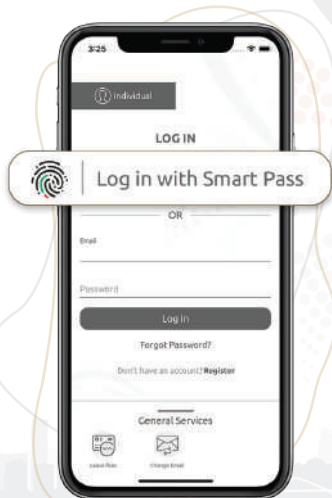 3:25
individual
LOG IN
Log in with Smart Pass
OR
Email
Password
Log in
Forgot Password?
Don't have an account? Register
General Services
Change Email